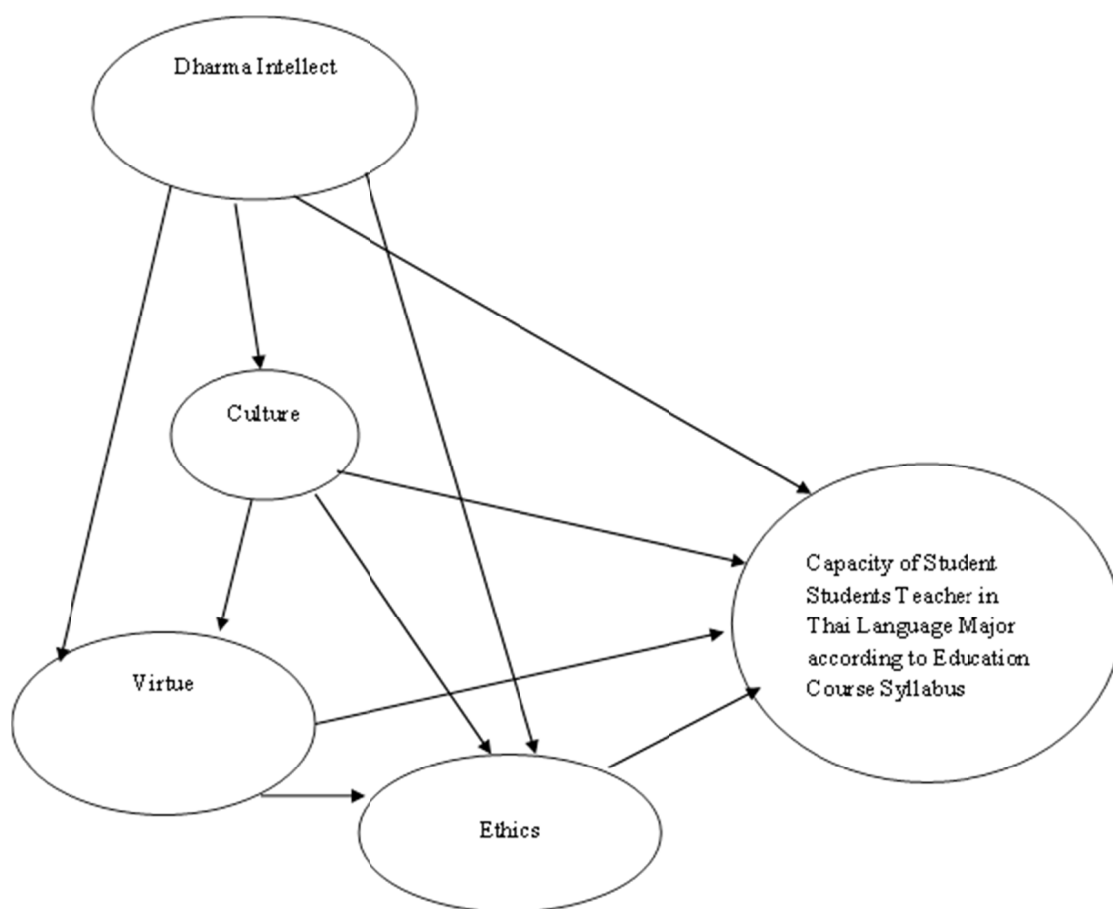 Dharma Intellect
Culture
Virtue
Ethics
Capacity of Student
Students Teacher in
Thai Language Major
according to Education
Course Syllabus